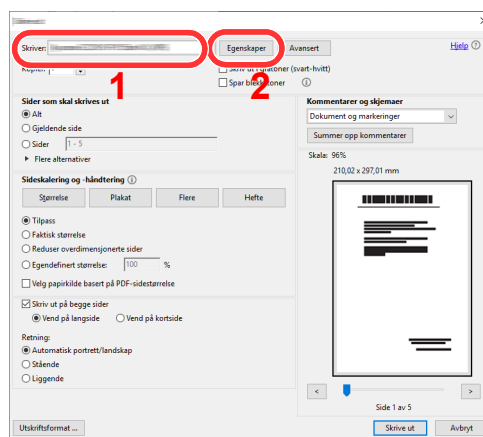 Skriver:
Egenskaper
Avansert
Hjelp
Kopier:
1
Skriv ut i gråtoner (svart-hvitt)
1
2
Spar blekk/toner
Sider som skal skrives ut
Alt
Gjeldende side
Sider 1 - 5
Flere alternativer
Sideskalering og -håndtering
Størrelse Plakat Flere Hefte
Tilpass
Faktisk størrelse
Reduser overdimensjonerte sider
Egendefinert størrelse: 100 %
Velg papirkilde basert på PDF-sidestørrelse
Skriv ut på begge sider
Vend på langside Vend på kortside
Retning:
Automatisk portrett/landskap
Stående
Liggende
Kommentarer og skjemaer
Dokument og markeringer
Summer opp kommentarer
Skala: 96%
210,02 x 297,01 mm
<
>
Side 1 av 5
Utskriftsformat ...
Skrive ut
Avbryt